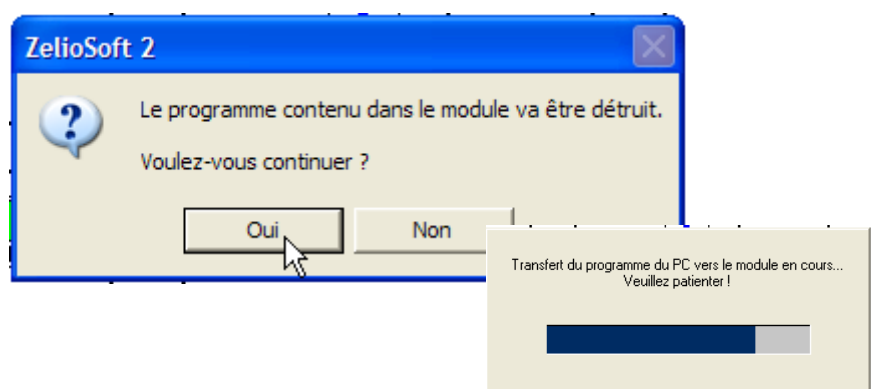 ZelioSoft 2
Le programme contenu dans le module va être détruit.
Voulez-vous continuer ?
Oui
Non
Transfert du programme du PC vers le module en cours...
Veuillez patienter !